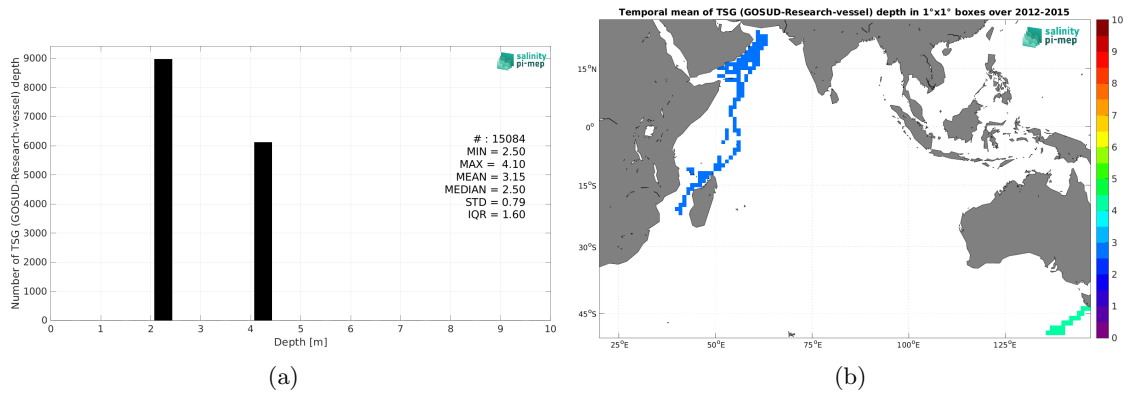 Temporal mean of TSG (GOSUD-Research-vessel) depth in 1°x1° boxes over 2012-2015
Number of TSG (GOSUD-Research-vessel) depth
9000
8000
7000
6000
5000
4000
3000
2000
1000
0
salinity
pi-mep
# : 15084
MIN = 2.50
MAX = 4.10
MEAN = 3.15
MEDIAN = 2.50
STD = 0.79
IQR = 1.60
0 1 2 3 4 5 6 7 8 9 10
Depth [m]
(a)
salinity
pi-mep
15°N
0°
15°S
30°S
45°S
25°E 50°E 75°E 100°E 125°E
10
9
8
7
6
5
4
3
2
1
0
(b)